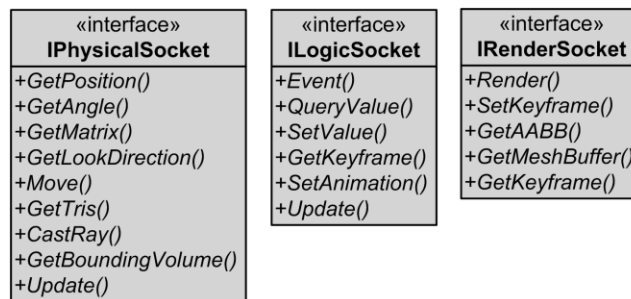 «interface»
IPhysicalSocket
+GetPosition()
+GetAngle()
+GetMatrix()
+GetLookDirection()
+Move()
+GetTris()
+CastRay()
+GetBoundingVolume()
+Update()
«interface»
ILogicSocket
+Event()
+QueryValue()
+SetValue()
+GetKeyframe()
+SetAnimation()
+Update()
«interface»
IRenderSocket
+Render()
+SetKeyframe()
+GetAABB()
+GetMeshBuffer()
+GetKeyframe()